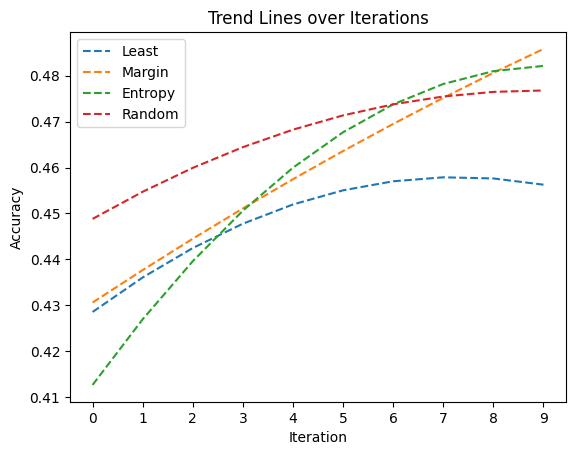 Trend Lines over Iterations
Least
Margin
Entropy
Random
Accuracy
0.48
0.47
0.46
0.45
0.44
0.43
0.42
0.41
0 1 2 3 4 5 6 7 8 9
Iteration